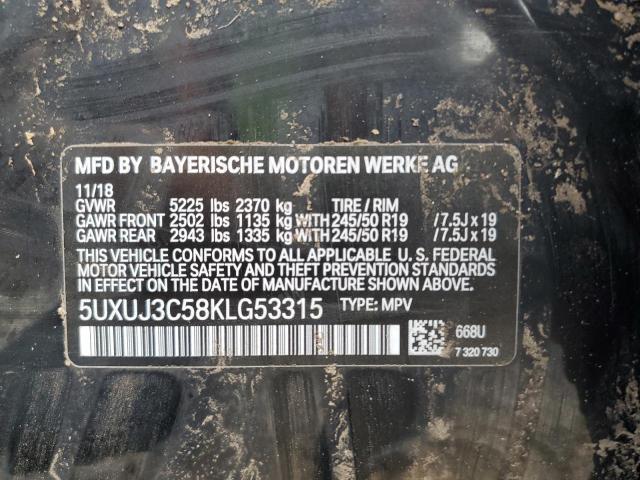 MFD BY BAYERISCHE MOTOREN WERKE AG
11/18
GVWR 5225 lbs 2370 kg TIRE / RIM
GAWR FRONT 2502 lbs 1135 kg WITH 245/50 R19 / 7.5J x 19
GAWR REAR 2943 lbs 1335 kg WITH 245/50 R19 / 7.5J x 19
THIS VEHICLE CONFORMS TO ALL APPLICABLE U. S. FEDERAL
MOTOR VEHICLE SAFETY AND THEFT PREVENTION STANDARDS
IN EFFECT ON THE DATE OF MANUFACTURE SHOWN ABOVE.
5UXUJ3C58KLG53315 TYPE: MPV
668U
7 320 730